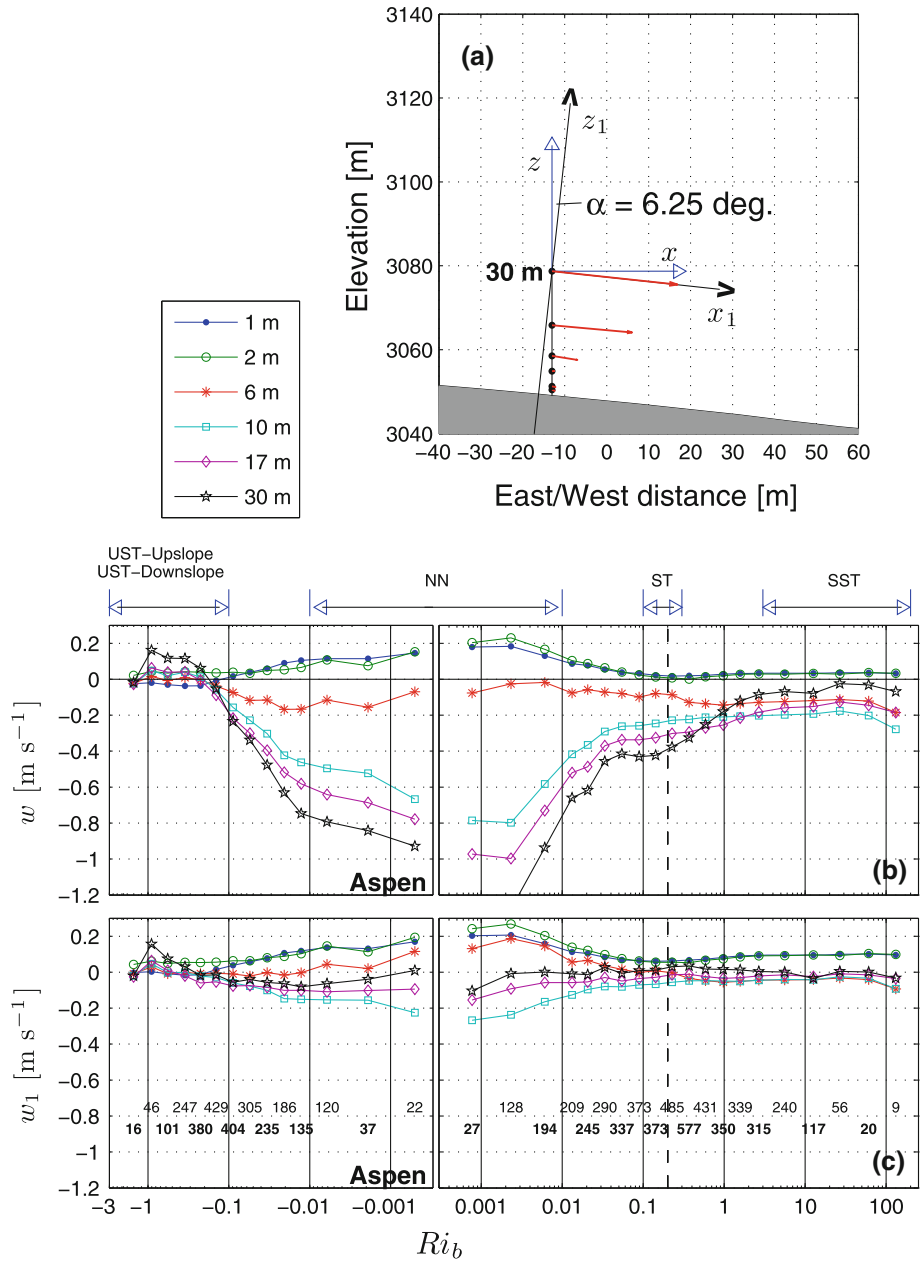 (a)
3140
3120
3100
3080
3060
3040
Elevation [m]
z₁
z
α = 6.25 deg.
30 m
x
x₁
−40 −30 −20 −10 0 10 20 30 40 50 60
East/West distance [m]
1 m
2 m
6 m
10 m
17 m
30 m
UST−Upslope
UST−Downslope
NN
ST
SST
0.2
0
−0.2
−0.4
−0.6
−0.8
−1
−1.2
w [m s⁻¹]
Aspen
(b)
0.2
0
−0.2
−0.4
−0.6
−0.8
−1
−1.2
w₁ [m s⁻¹]
46 247 429 305 186 120 22 128 209 290 373 485 431 339 240 56 9
16 101 380 404 235 135 37 27 194 245 337 373 577 350 315 117 20
Aspen
(c)
−3 −1 −0.1 −0.01 −0.001 0.001 0.01 0.1 1 10 100
Ri_b